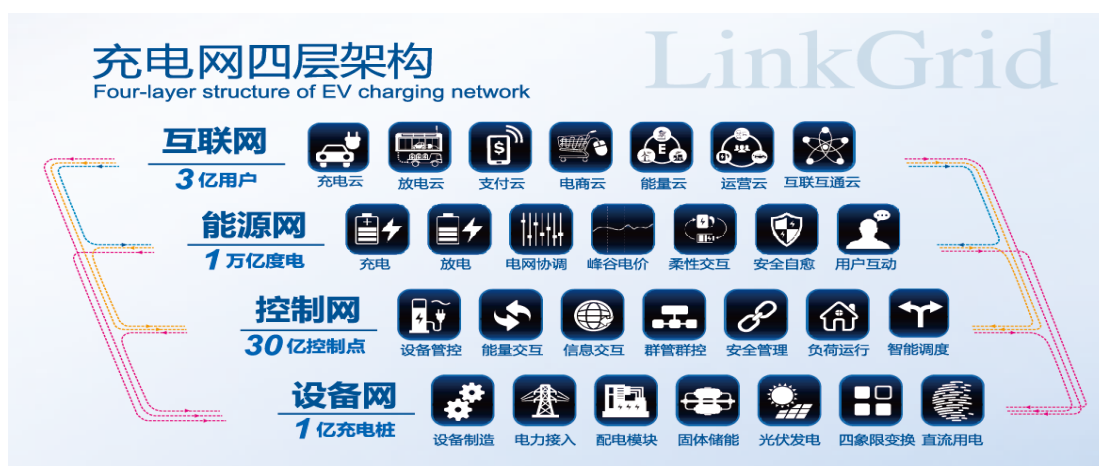 充电网四层架构
Four-layer structure of EV charging network
LinkGrid
互联网
3亿用户
充电云 放电云 支付云 电商云 能量云 运营云 互联互通云
能源网
1万亿度电
充电 放电 电网协调 峰谷电价 柔性交互 安全自愈 用户互动
控制网
30亿控制点
设备管控 能量交互 信息交互 群管群控 安全管理 负荷运行 智能调度
设备网
1亿充电桩
设备制造 电力接入 配电模块 固体储能 光伏发电 四象限变换 直流用电